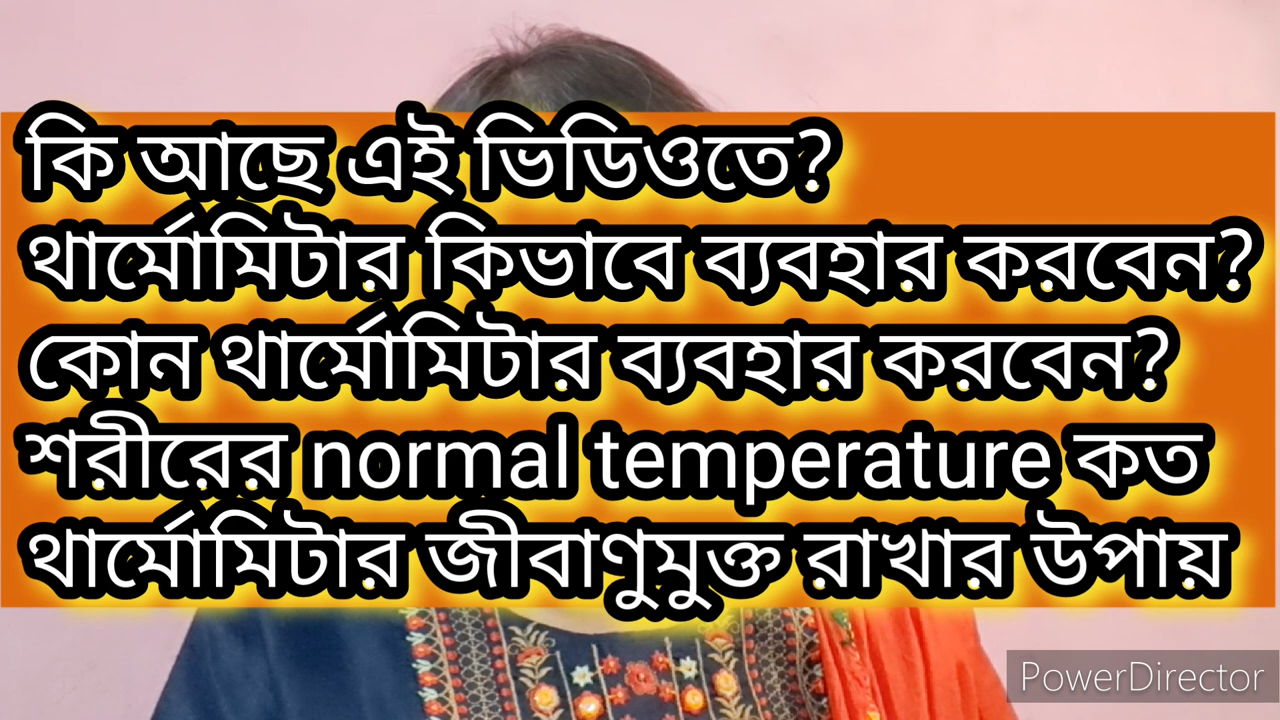 কি আছে এই ভিডিওতে?
থার্মোমিটার কিভাবে ব্যবহার করবেন?
কোন থার্মোমিটার ব্যবহার করবেন?
শরীরের normal temperature কত
থার্মোমিটার জীবাণুমুক্ত রাখার উপায়
PowerDirector